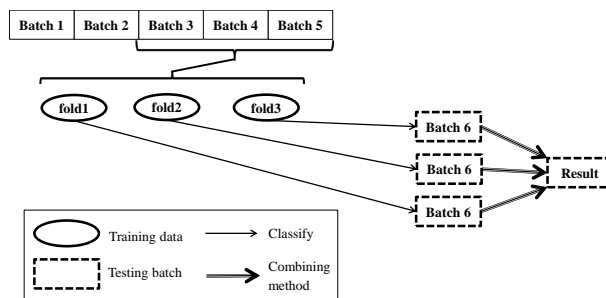 Batch 1 Batch 2 Batch 3 Batch 4 Batch 5
fold1 fold2 fold3
Batch 6
Batch 6
Result
Batch 6
Training data
Classify
Testing batch
Combining
method